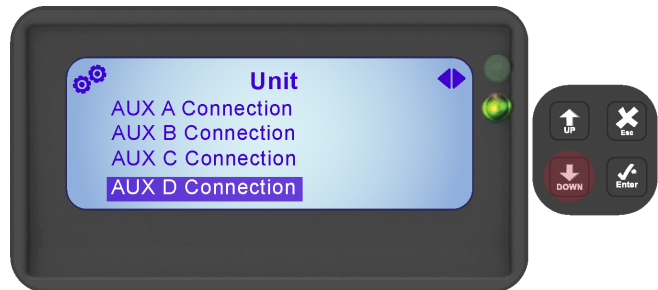 Unit
AUX A Connection
AUX B Connection
AUX C Connection
AUX D Connection
UP
Esc
DOWN
Enter